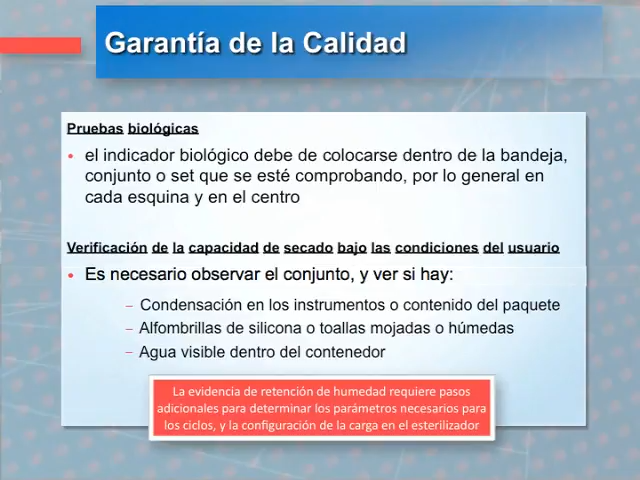 Garantía de la Calidad
Pruebas biológicas
• el indicador biológico debe de colocarse dentro de la bandeja,
conjunto o set que se esté comprobando, por lo general en
cada esquina y en el centro
Verificación de la capacidad de secado bajo las condiciones del usuario
• Es necesario observar el conjunto, y ver si hay:
– Condensación en los instrumentos o contenido del paquete
– Alfombrillas de silicona o toallas mojadas o húmedas
– Agua visible dentro del contenedor
La evidencia de retención de humedad requiere pasos
adicionales para determinar los parámetros necesarios para
los ciclos, y la configuración de la carga en el esterilizador